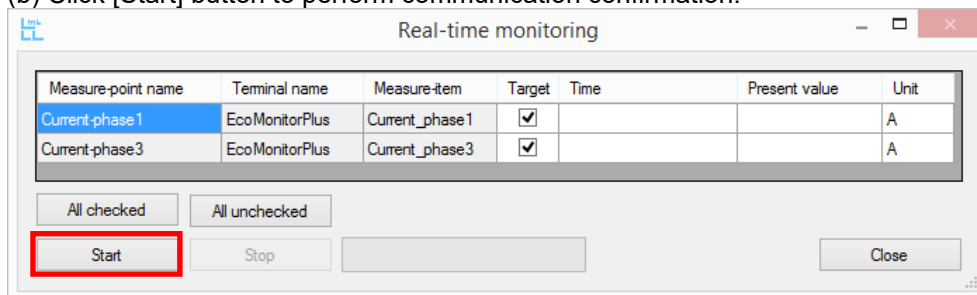 (b) Click [Start] button to perform communication confirmation.
Real-time monitoring
Measure-point name Terminal name Measure-item Target Time Present value Unit
Current-phase1 EcoMonitorPlus Current_phase1 A
Current-phase3 EcoMonitorPlus Current_phase3 A
All checked All unchecked
Start Stop Close